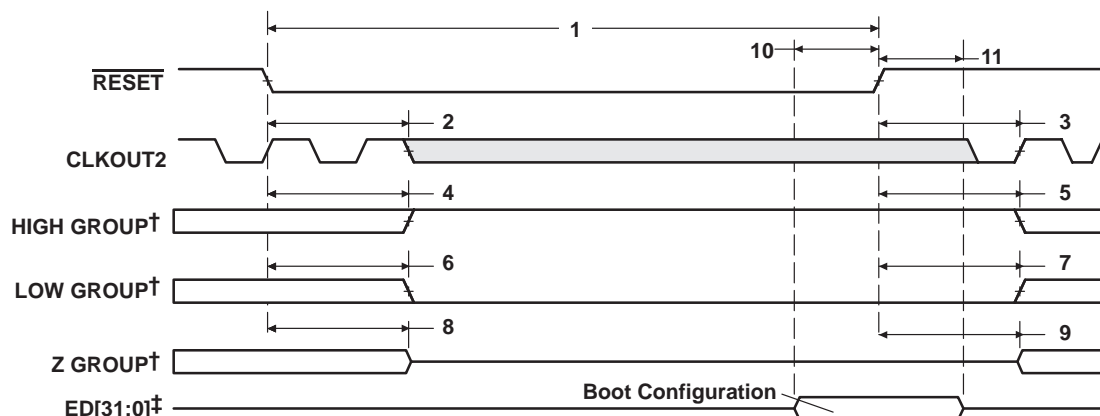 1
10
11
RESET
2
3
CLKOUT2
4
5
HIGH GROUP†
6
7
LOW GROUP†
8
9
Z GROUP†
Boot Configuration
ED[31:0]‡